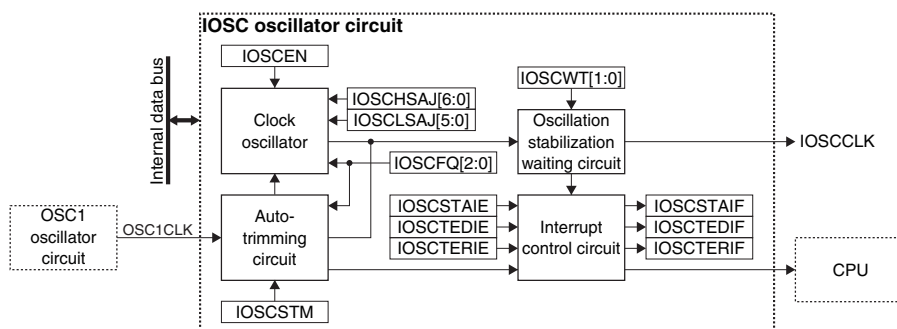 IOSC oscillator circuit
Internal data bus
IOSCEN
IOSCWT[1:0]
IOSCHSAJ[6:0]
IOSCLSAJ[5:0]
Clock
oscillator
Oscillation
stabilization
waiting circuit
IOSCCLK
IOSCFQ[2:0]
OSC1
oscillator
circuit
OSC1CLK
Auto-
trimming
circuit
IOSCSTAIE
IOSCTEDIE
IOSCTERIE
Interrupt
control circuit
IOSCSTAIF
IOSCTEDIF
IOSCTERIF
CPU
IOSCSTM